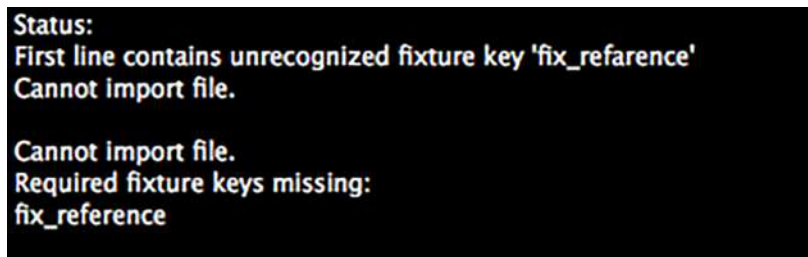 Status:
First line contains unrecognized fixture key 'fix_refarence'
Cannot import file.
Cannot import file.
Required fixture keys missing:
fix_reference